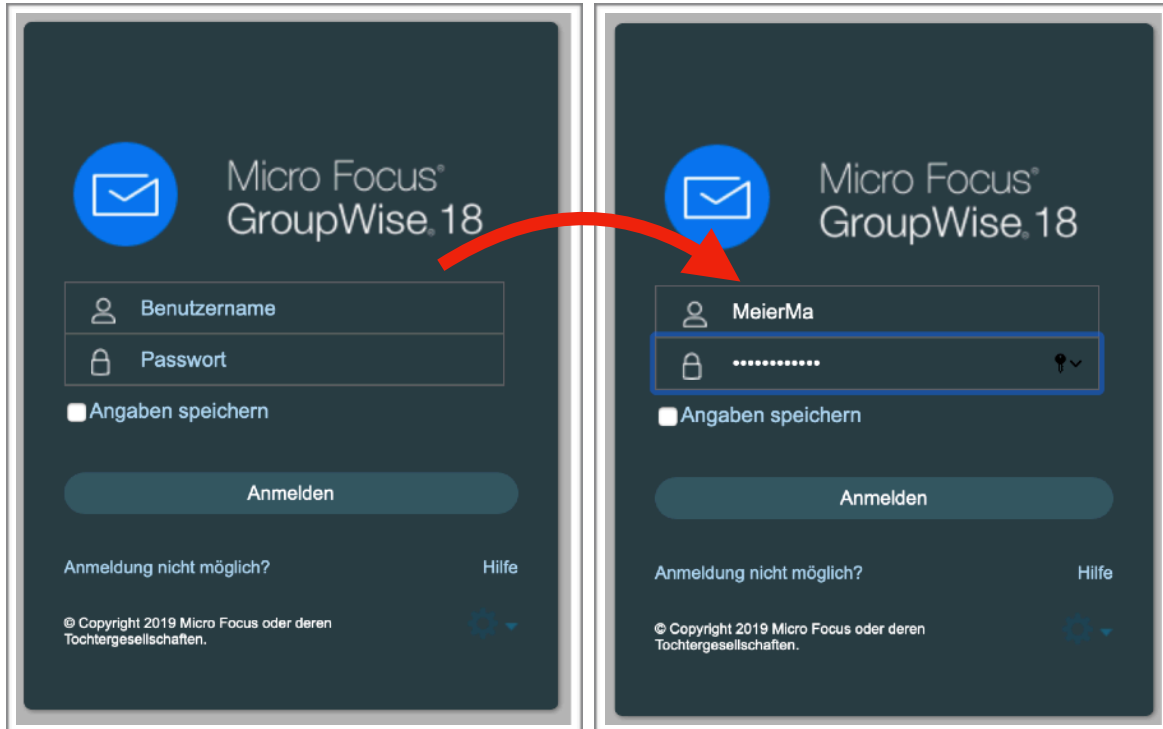 Micro Focus®
GroupWise®18
Benutzername
Passwort
Angaben speichern
Anmelden
Anmeldung nicht möglich?
Hilfe
© Copyright 2019 Micro Focus oder deren
Tochtergesellschaften.
Micro Focus®
GroupWise®18
MeierMa
••••••••••••
Angaben speichern
Anmelden
Anmeldung nicht möglich?
Hilfe
© Copyright 2019 Micro Focus oder deren
Tochtergesellschaften.